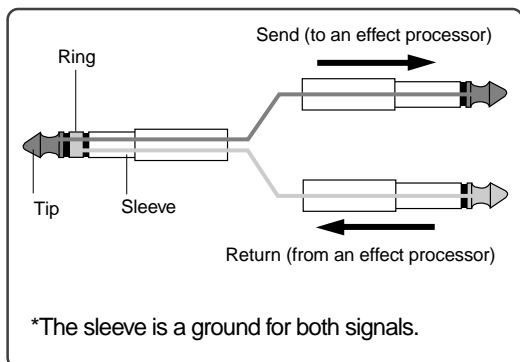 Send (to an effect processor)
Ring
Tip
Sleeve
Return (from an effect processor)
*The sleeve is a ground for both signals.